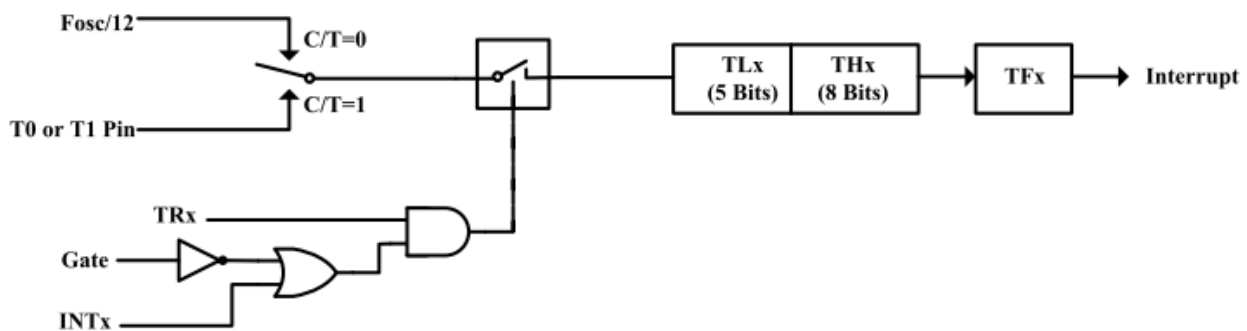 Fosc/12
C/T=0
C/T=1
T0 or T1 Pin
TLx
(5 Bits)
THx
(8 Bits)
TFx
Interrupt
TRx
Gate
INTx